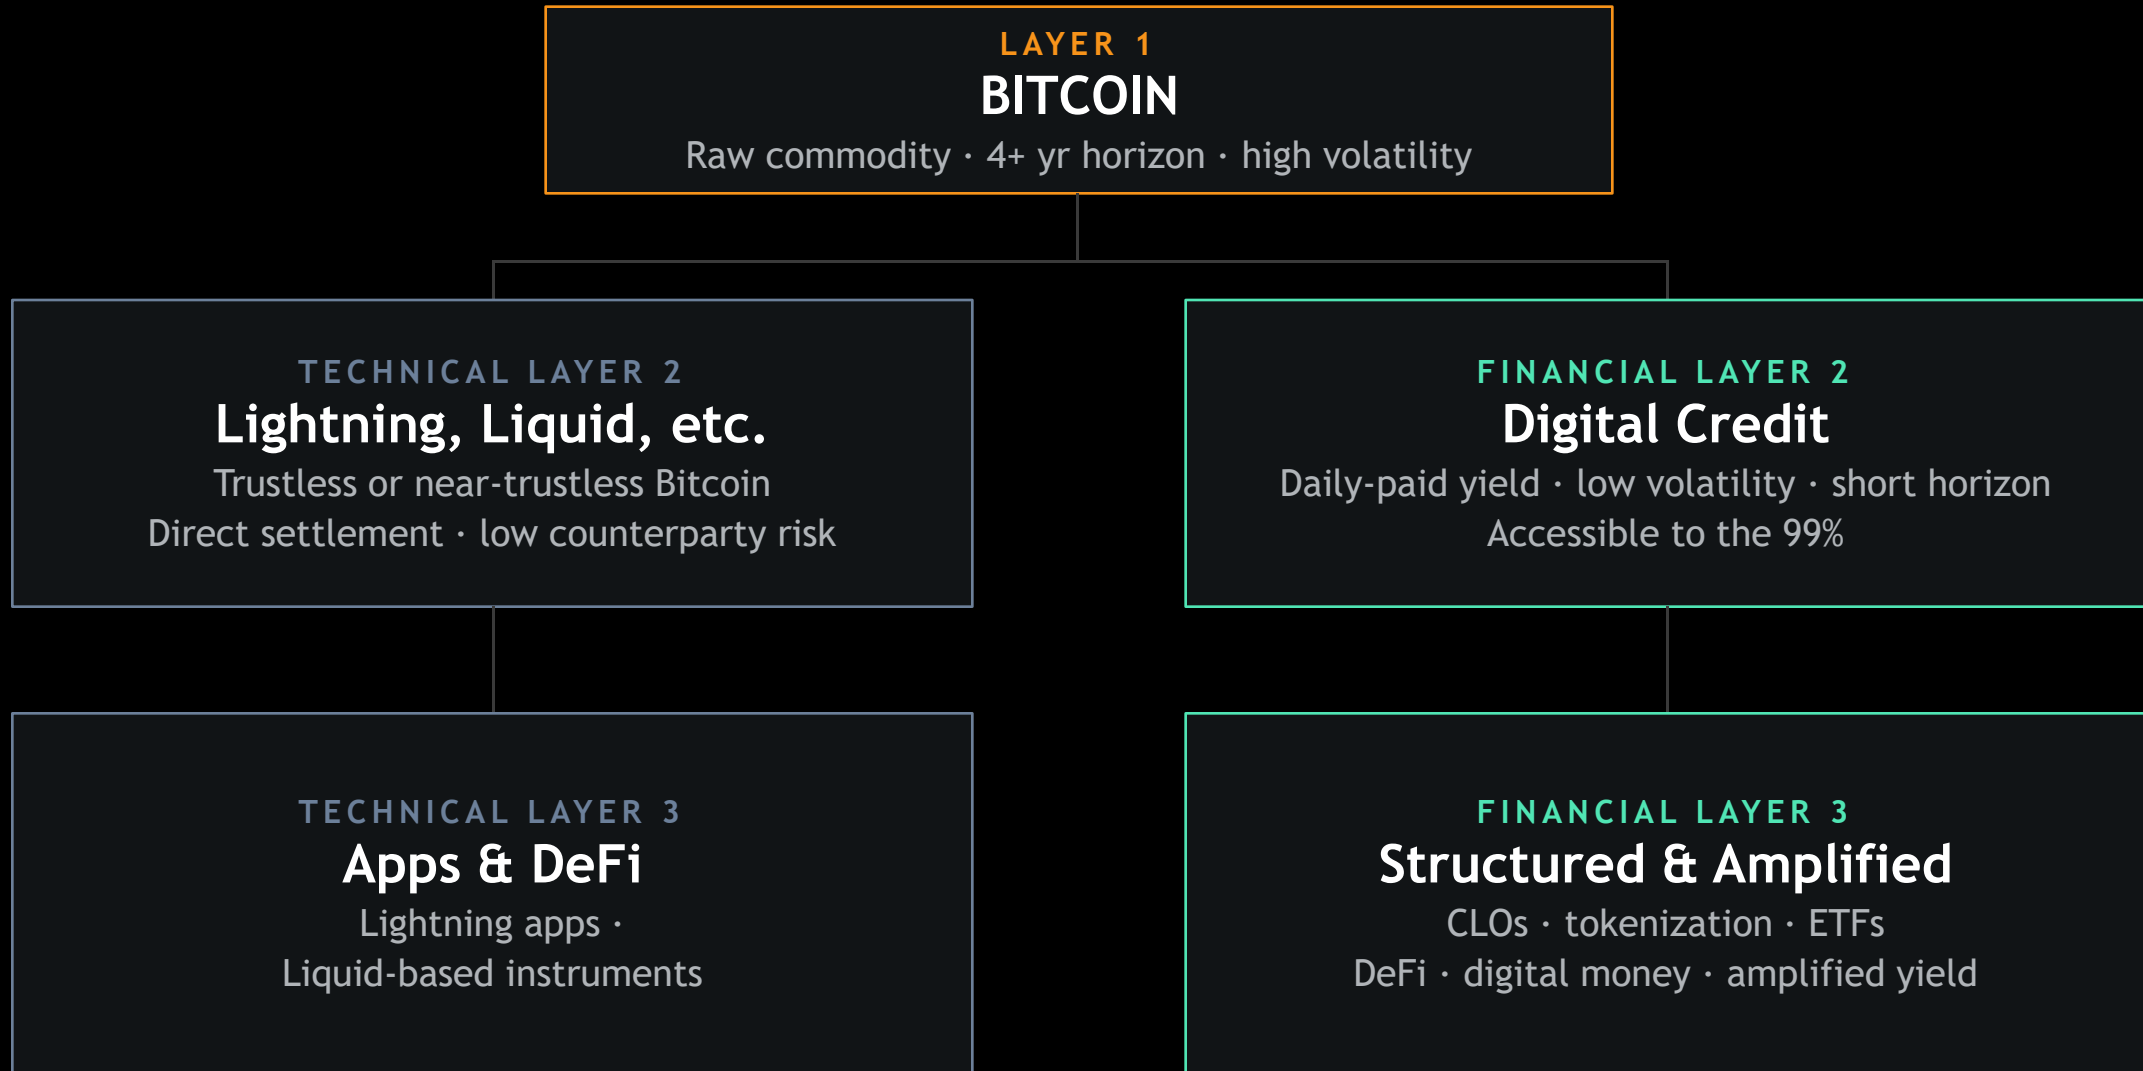 LAYER 1
BITCOIN
Raw commodity · 4+ yr horizon · high volatility
TECHNICAL LAYER 2
Lightning, Liquid, etc.
Trustless or near-trustless Bitcoin
Direct settlement · low counterparty risk
FINANCIAL LAYER 2
Digital Credit
Daily-paid yield · low volatility · short horizon
Accessible to the 99%
TECHNICAL LAYER 3
Apps & DeFi
Lightning apps ·
Liquid-based instruments
FINANCIAL LAYER 3
Structured & Amplified
CLOs · tokenization · ETFs
DeFi · digital money · amplified yield